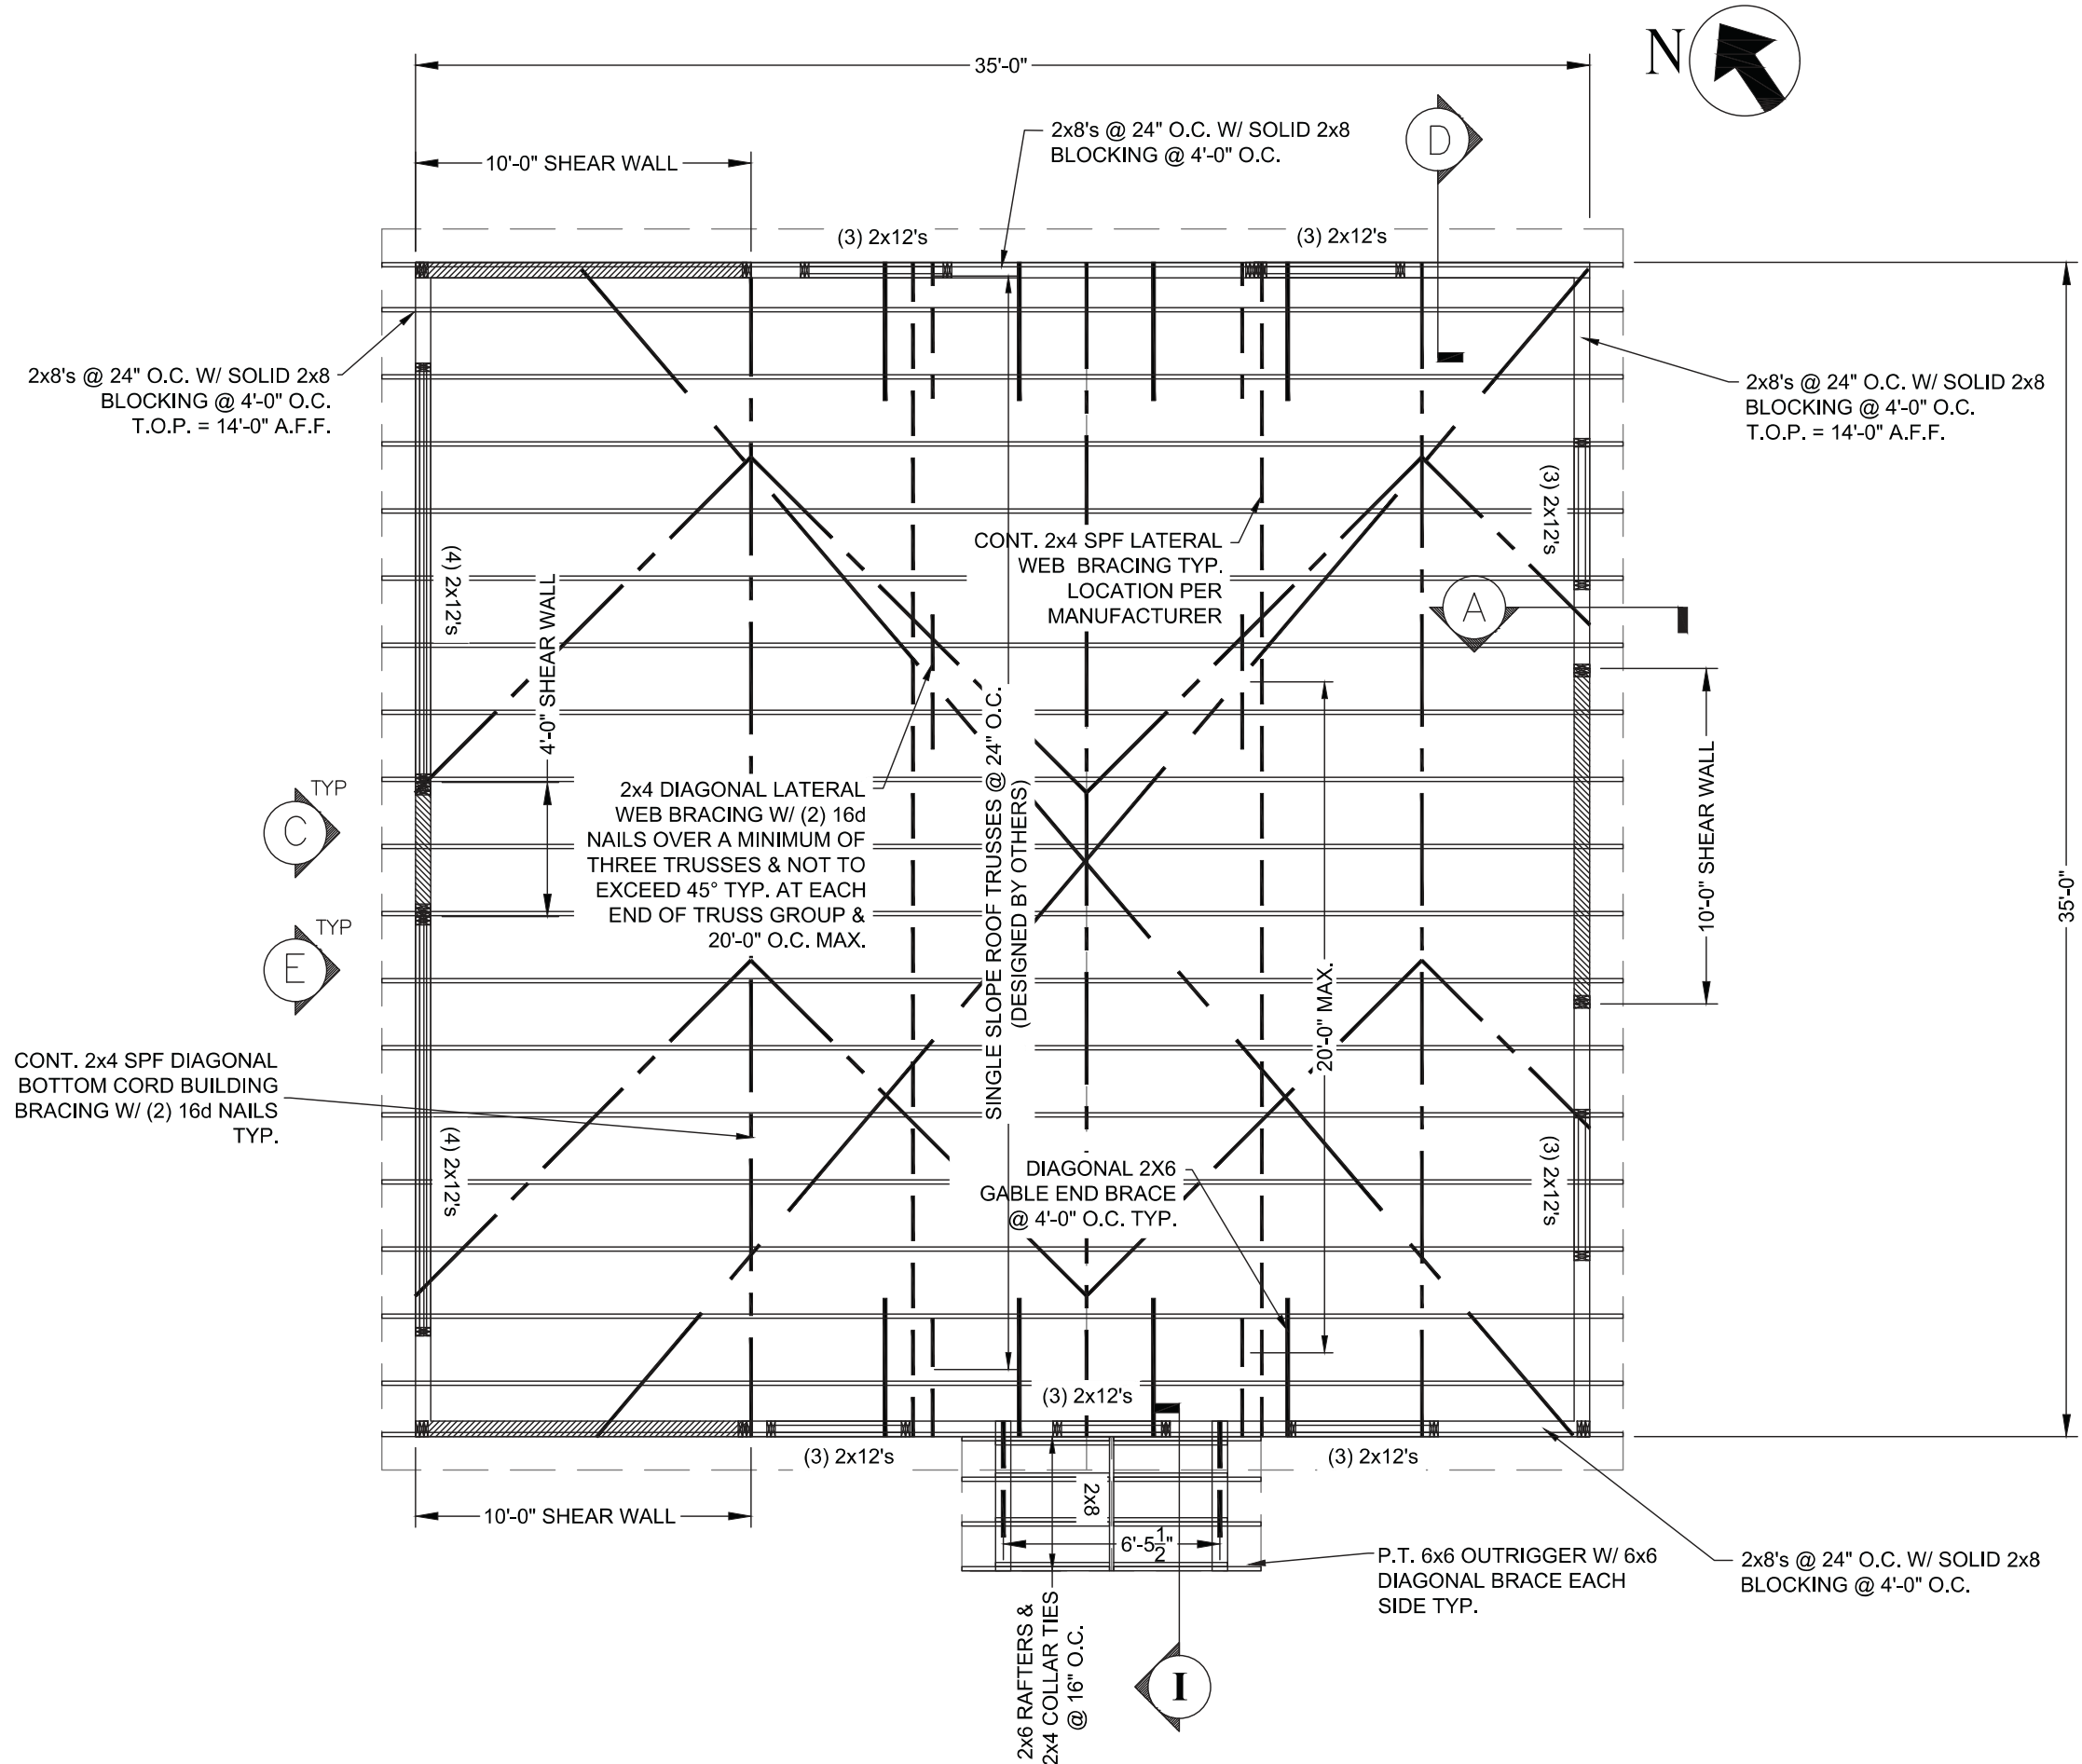 N
35'-0"
10'-0" SHEAR WALL
2x8's @ 24" O.C. W/ SOLID 2x8
BLOCKING @ 4'-0" O.C.
D
(3) 2x12's
(3) 2x12's
2x8's @ 24" O.C. W/ SOLID 2x8
BLOCKING @ 4'-0" O.C.
T.O.P. = 14'-0" A.F.F.
2x8's @ 24" O.C. W/ SOLID 2x8
BLOCKING @ 4'-0" O.C.
T.O.P. = 14'-0" A.F.F.
(4) 2x12's
4'-0" SHEAR WALL
CONT. 2x4 SPF LATERAL
WEB BRACING TYP.
LOCATION PER
MANUFACTURER
(3) 2x12's
A
10'-0" SHEAR WALL
35'-0"
TYP
C
TYP
E
2x4 DIAGONAL LATERAL
WEB BRACING W/ (2) 16d
NAILS OVER A MINIMUM OF
THREE TRUSSES & NOT TO
EXCEED 45° TYP. AT EACH
END OF TRUSS GROUP &
20'-0" O.C. MAX.
SINGLE SLOPE ROOF TRUSSES @ 24" O.C.
(DESIGNED BY OTHERS)
20'-0" MAX.
CONT. 2x4 SPF DIAGONAL
BOTTOM CORD BUILDING
BRACING W/ (2) 16d NAILS
TYP.
(4) 2x12's
DIAGONAL 2X6
GABLE END BRACE
@ 4'-0" O.C. TYP.
(3) 2x12's
(3) 2x12's
(3) 2x12's
(3) 2x12's
10'-0" SHEAR WALL
2x8
6'-5 1/2"
P.T. 6x6 OUTRIGGER W/ 6x6
DIAGONAL BRACE EACH
SIDE TYP.
2x8's @ 24" O.C. W/ SOLID 2x8
BLOCKING @ 4'-0" O.C.
2x6 RAFTERS &
2x4 COLLAR TIES
@ 16" O.C.
I